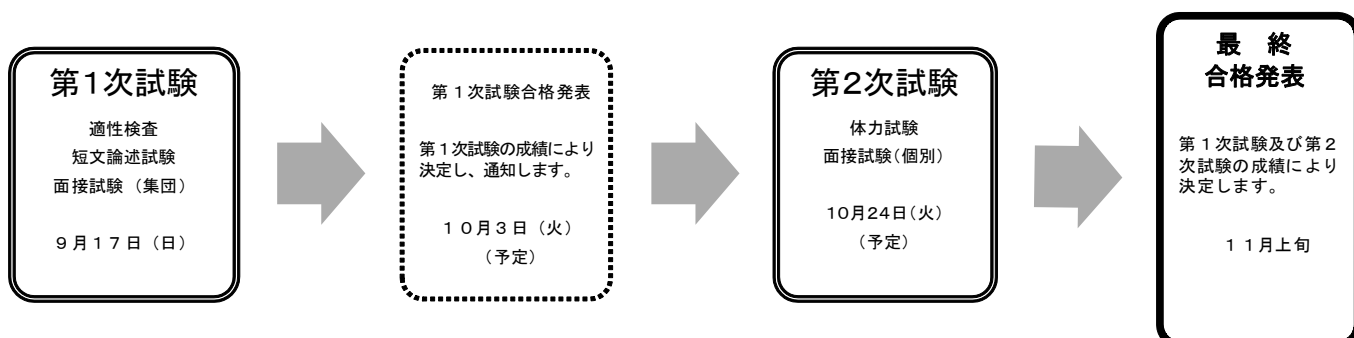 第1次試験
適性検査
短文論述試験
面接試験（集団）
９月１７日（日）
第１次試験合格発表
第１次試験の成績により
決定し、通知します。
１０月３日（火）
（予定）
第2次試験
体力試験
面接試験（個別）
10月24日（火）
（予定）
最　終
合格発表
第１次試験及び第２
次試験の成績により
決定します。
１１月上旬